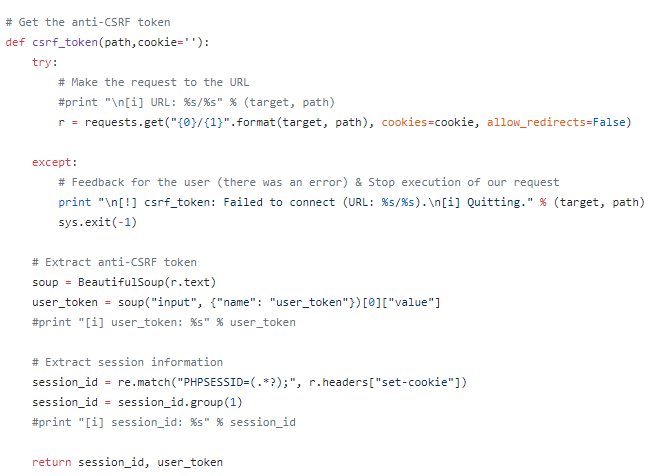 # Get the anti-CSRF token
def csrf_token(path,cookie=''):
    try:
        # Make the request to the URL
        #print "\n[i] URL: %s/%s" % (target, path)
        r = requests.get("{0}/{1}".format(target, path), cookies=cookie, allow_redirects=False)

    except:
        # Feedback for the user (there was an error) & Stop execution of our request
        print "\n[!] csrf_token: Failed to connect (URL: %s/%s).\n[i] Quitting." % (target, path)
        sys.exit(-1)

    # Extract anti-CSRF token
    soup = BeautifulSoup(r.text)
    user_token = soup("input", {"name": "user_token"})[0]["value"]
    #print "[i] user_token: %s" % user_token

    # Extract session information
    session_id = re.match("PHPSESSID=(.*?);", r.headers["set-cookie"])
    session_id = session_id.group(1)
    #print "[i] session_id: %s" % session_id

    return session_id, user_token